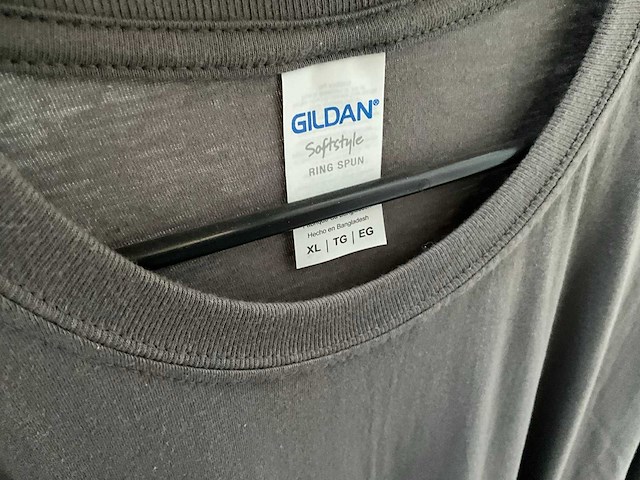 GILDAN®
Softstyle
RING SPUN
Hecho en Bangladesh
XL | TG | EG